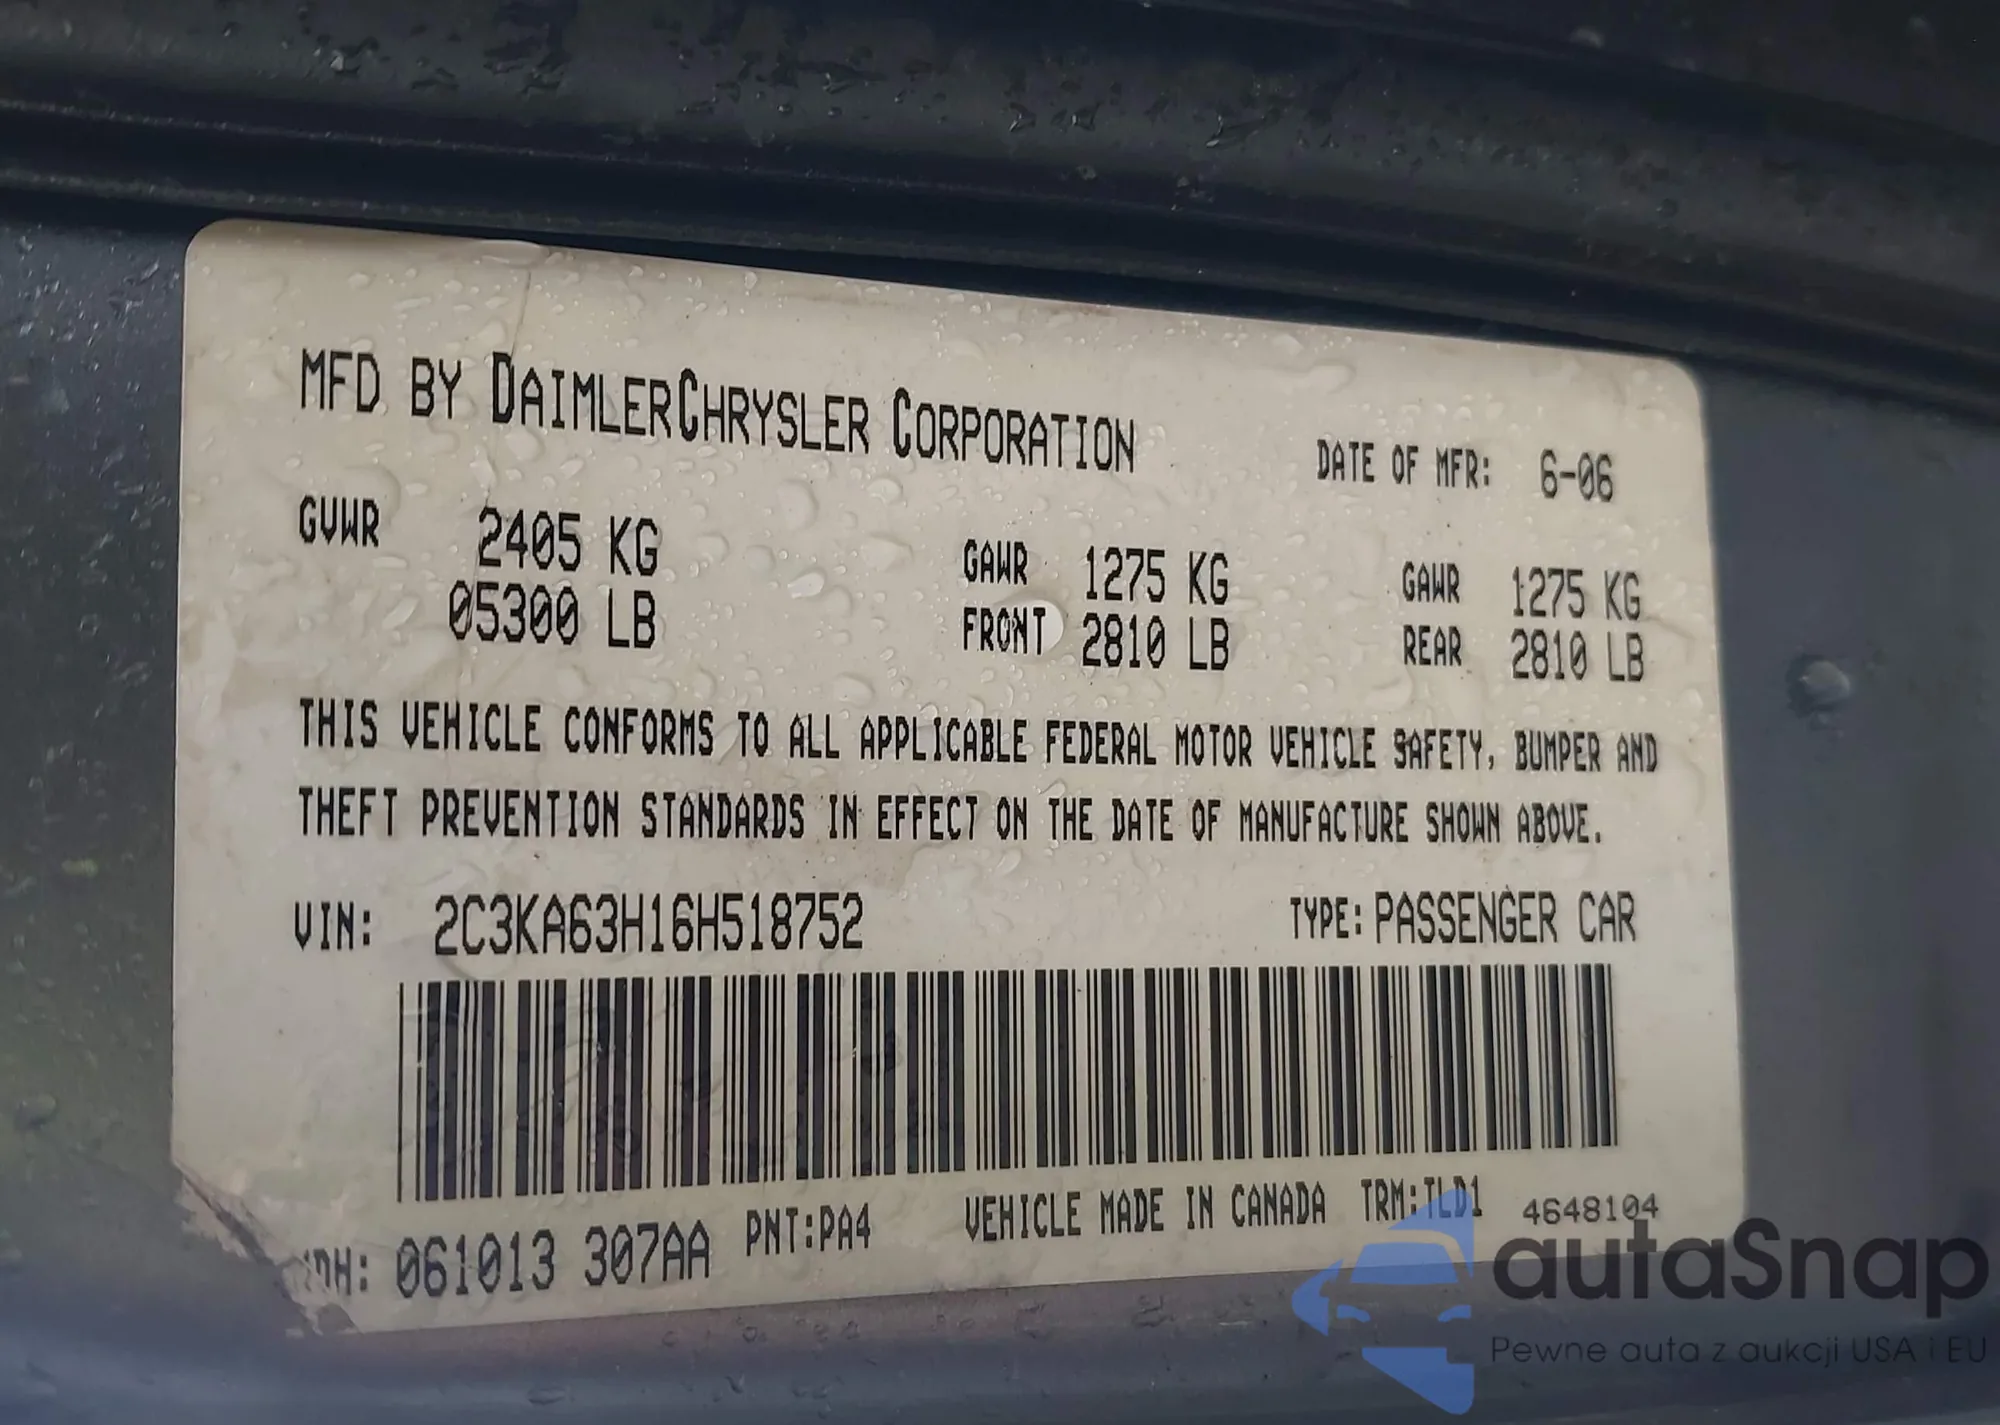 MFD BY DAIMLERCHRYSLER CORPORATION DATE OF MFR: 6-06
GVWR 2405 KG GAWR 1275 KG GAWR 1275 KG
05300 LB FRONT 2810 LB REAR 2810 LB
THIS VEHICLE CONFORMS TO ALL APPLICABLE FEDERAL MOTOR VEHICLE SAFETY, BUMPER AND
THEFT PREVENTION STANDARDS IN EFFECT ON THE DATE OF MANUFACTURE SHOWN ABOVE.
VIN: 2C3KA63H16H518752 TYPE: PASSENGER CAR
061013 307AA PNT:PA4 VEHICLE MADE IN CANADA TRM:TLD1 4648104
autaSnap
Pewne auta z aukcji USA i EU